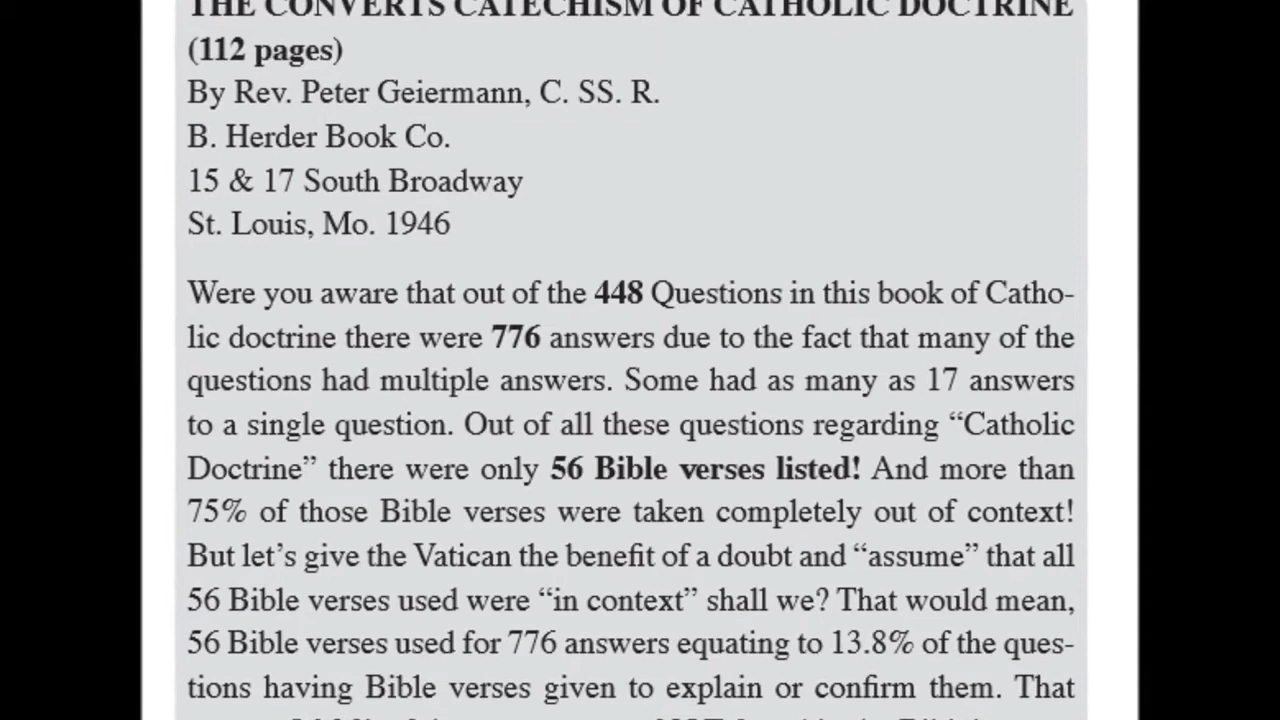 THE CONVERTS CATECHISM OF CATHOLIC DOCTRINE
(112 pages)
By Rev. Peter Geiermann, C. SS. R.
B. Herder Book Co.
15 & 17 South Broadway
St. Louis, Mo. 1946
Were you aware that out of the 448 Questions in this book of Catho-
lic doctrine there were 776 answers due to the fact that many of the
questions had multiple answers. Some had as many as 17 answers
to a single question. Out of all these questions regarding “Catholic
Doctrine” there were only 56 Bible verses listed! And more than
75% of those Bible verses were taken completely out of context!
But let’s give the Vatican the benefit of a doubt and “assume” that all
56 Bible verses used were “in context” shall we? That would mean,
56 Bible verses used for 776 answers equating to 13.8% of the ques-
tions having Bible verses given to explain or confirm them. That